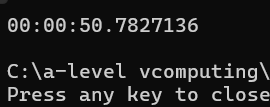 00:00:50.7827136
C:\a-level vcomputing\
Press any key to close